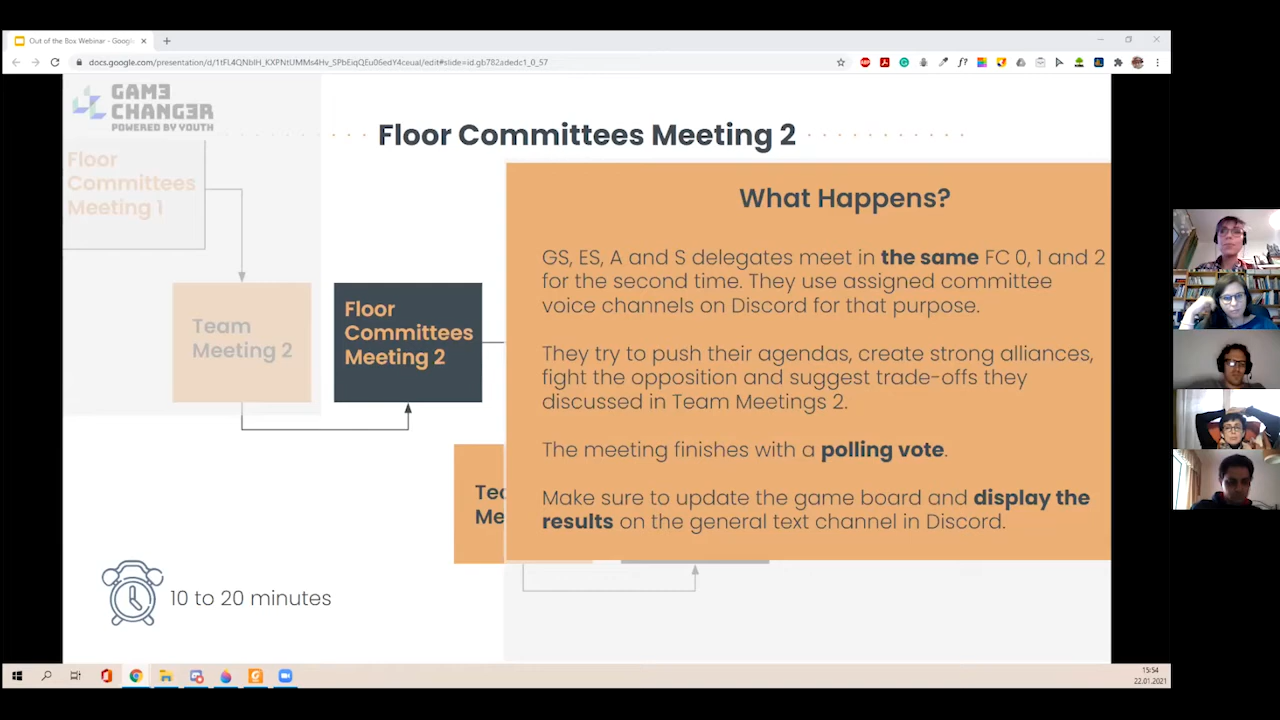 Out of the Box Webinar - Googl
docs.google.com/presentation/d/1tFL4QNblH_KXPNtUMMs4Hv_SPbEiqQEu06edY4ceuaI/edit#slide=id.gb782adedc1_0_57
GAM3
CHANG3R
POWERED BY YOUTH
Floor Committees Meeting 2
Floor
Committees
Meeting 1
Team
Meeting 2
Floor
Committees
Meeting 2
Tea
Me
What Happens?
GS, ES, A and S delegates meet in the same FC 0, 1 and 2
for the second time. They use assigned committee
voice channels on Discord for that purpose.
They try to push their agendas, create strong alliances,
fight the opposition and suggest trade-offs they
discussed in Team Meetings 2.
The meeting finishes with a polling vote.
Make sure to update the game board and display the
results on the general text channel in Discord.
10 to 20 minutes
15:54
22.01.2021